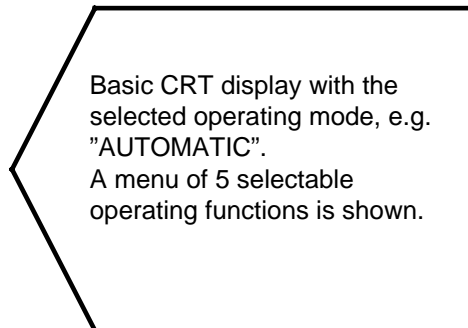 Basic CRT display with the
selected operating mode, e.g.
”AUTOMATIC”.
A menu of 5 selectable
operating functions is shown.